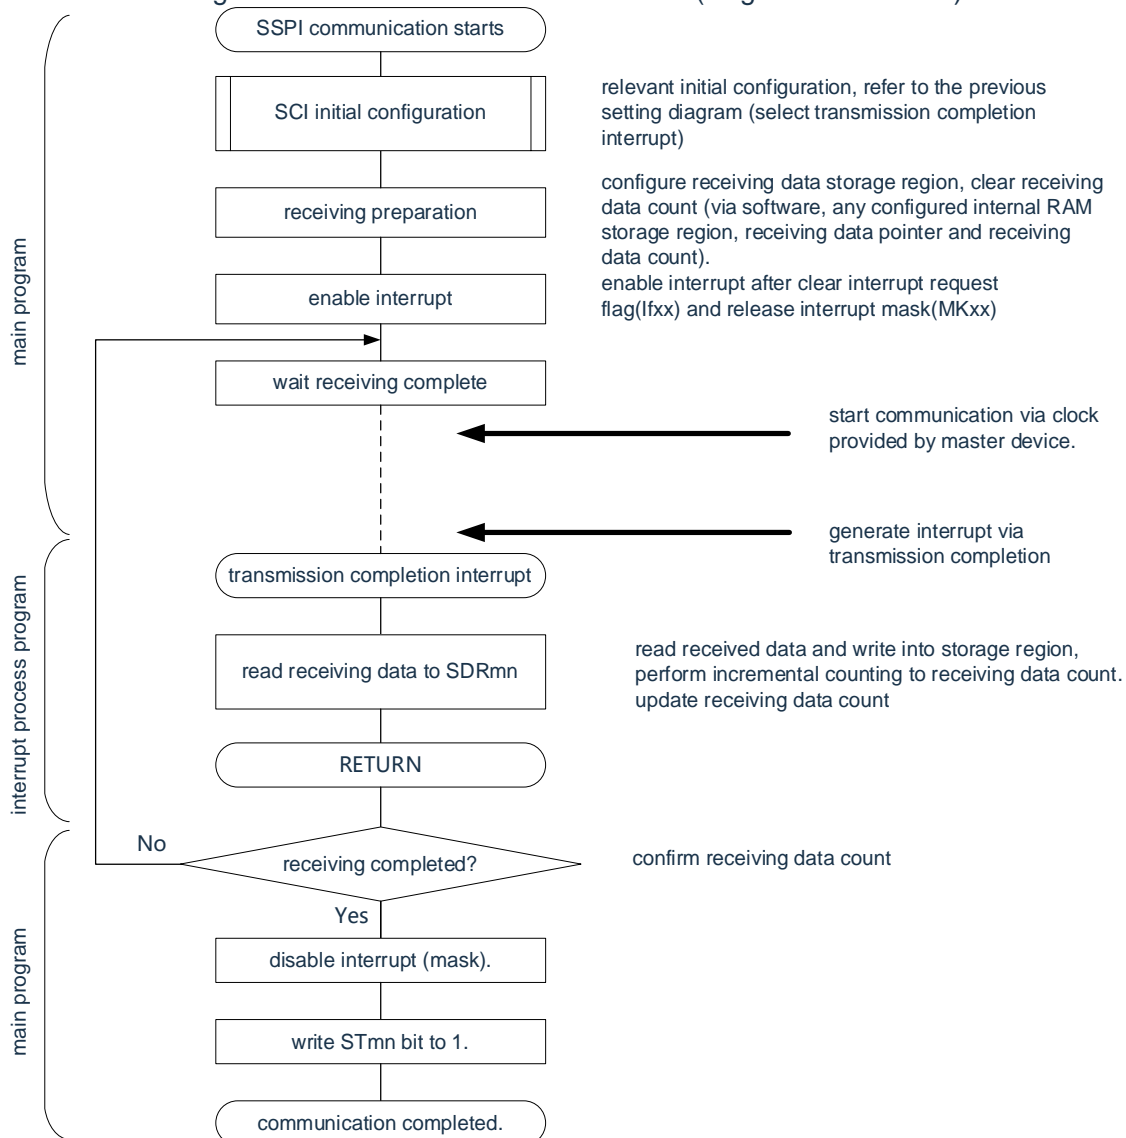 SSPI communication starts
SCI initial configuration
relevant initial configuration, refer to the previous
setting diagram (select transmission completion
interrupt)
receiving preparation
configure receiving data storage region, clear receiving
data count (via software, any configured internal RAM
storage region, receiving data pointer and receiving
data count).
enable interrupt
enable interrupt after clear interrupt request
flag(Ifxx) and release interrupt mask(MKxx)
main program
wait receiving complete
start communication via clock
provided by master device.
generate interrupt via
transmission completion
transmission completion interrupt
interrupt process program
read receiving data to SDRmn
read received data and write into storage region,
perform incremental counting to receiving data count.
update receiving data count
RETURN
No
receiving completed?
confirm receiving data count
Yes
main program
disable interrupt (mask).
write STmn bit to 1.
communication completed.